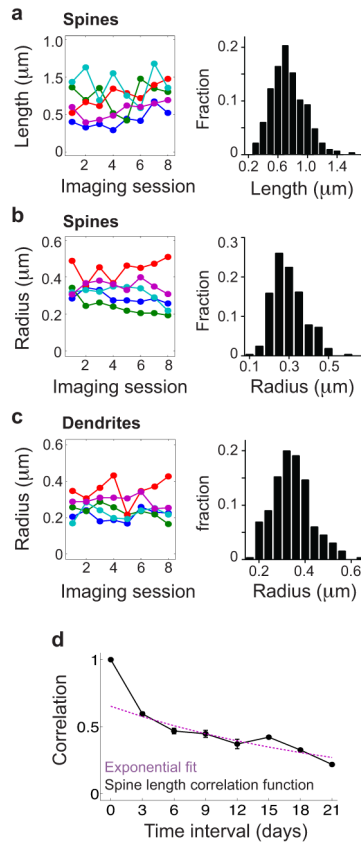 a
Spines
Length (μm)
1.0
1.5
0.5
0
2 4 6 8
Imaging session
Fraction
0.2
0.1
0
0.2 0.6 1.0 1.4
Length (μm)
b
Spines
Radius (μm)
0.6
0.4
0.2
0
2 4 6 8
Imaging session
Fraction
0.3
0.2
0.1
0
0.1 0.3 0.5
Radius (μm)
c
Dendrites
Radius (μm)
0.6
0.4
0.2
0
2 4 6 8
Imaging session
fraction
0.2
0.1
0
0.2 0.4 0.6
Radius (μm)
d
Correlation
1
0.5
0
Exponential fit
Spine length correlation function
0 3 6 9 12 15 18 21
Time interval (days)